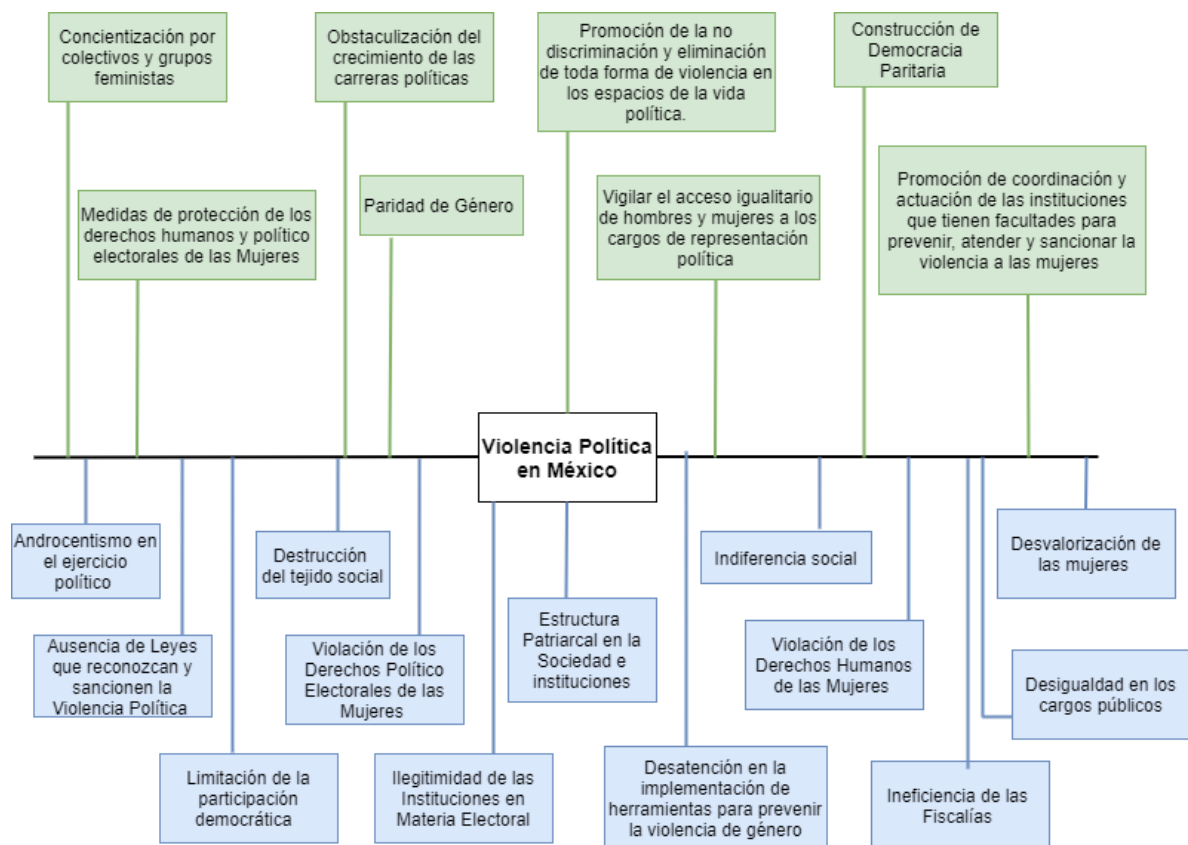 Concientización por
colectivos y grupos
feministas
Obstaculización del
crecimiento de las
carreras políticas
Promoción de la no
discriminación y eliminación
de toda forma de violencia en
los espacios de la vida
política.
Construcción de
Democracia
Paritaria
Medidas de protección de los
derechos humanos y político
electorales de las Mujeres
Paridad de Género
Vigilar el acceso igualitario
de hombres y mujeres a los
cargos de representación
política
Promoción de coordinación y
actuación de las instituciones
que tienen facultades para
prevenir, atender y sancionar la
violencia a las mujeres
Violencia Política
en México
Androcentismo en
el ejercicio
político
Destrucción
del tejido social
Indiferencia social
Desvalorización de
las mujeres
Ausencia de Leyes
que reconozcan y
sancionen la
Violencia Política
Violación de los
Derechos Político
Electorales de las
Mujeres
Estructura
Patriarcal en la
Sociedad e
instituciones
Violación de los
Derechos Humanos
de las Mujeres
Desigualdad en los
cargos públicos
Limitación de la
participación
democrática
Ilegitimidad de las
Instituciones en
Materia Electoral
Desatención en la
implementación de
herramientas para prevenir
la violencia de género
Ineficiencia de las
Fiscalías